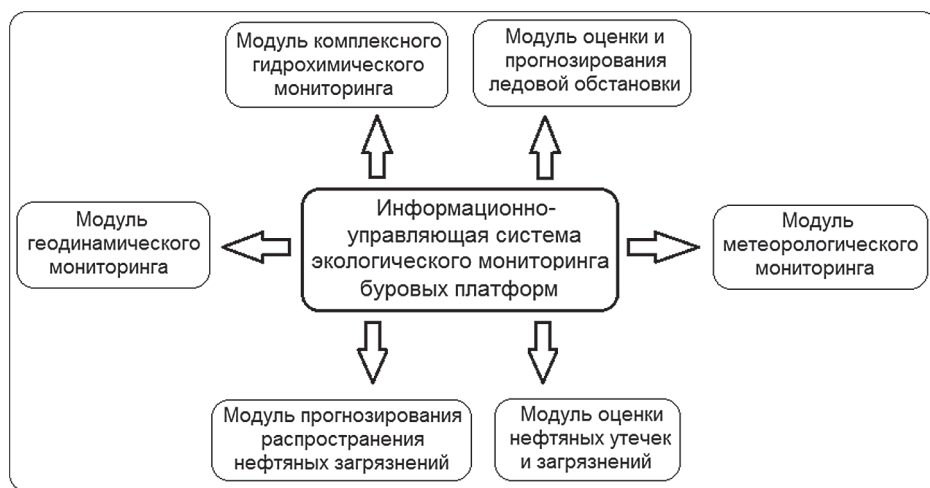 Модуль комплексного
гидрохимического
мониторинга
Модуль оценки и
прогнозирования
ледовой обстановки
Модуль
геодинамического
мониторинга
Информационно-
управляющая система
экологического мониторинга
буровых платформ
Модуль
метеорологического
мониторинга
Модуль прогнозирования
распространения
нефтяных загрязнений
Модуль оценки
нефтяных утечек
и загрязнений